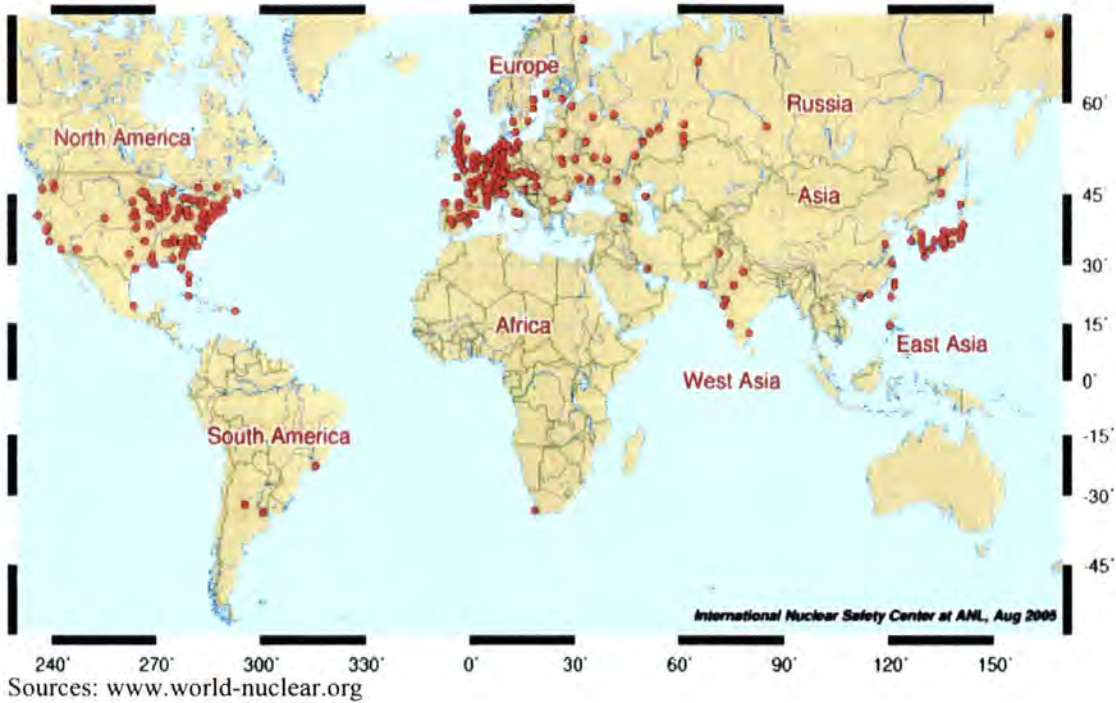 Europe
60°
Russia
North America
45
Asia
30°
Africa
15°
East Asia
West Asia
0°
South America
-15°
-30°
-45°
International Nuclear Safety Center at ANL, Aug 2005
240° 270° 300° 330° 0° 30° 60° 90° 120° 150°
Sources: www.world-nuclear.org